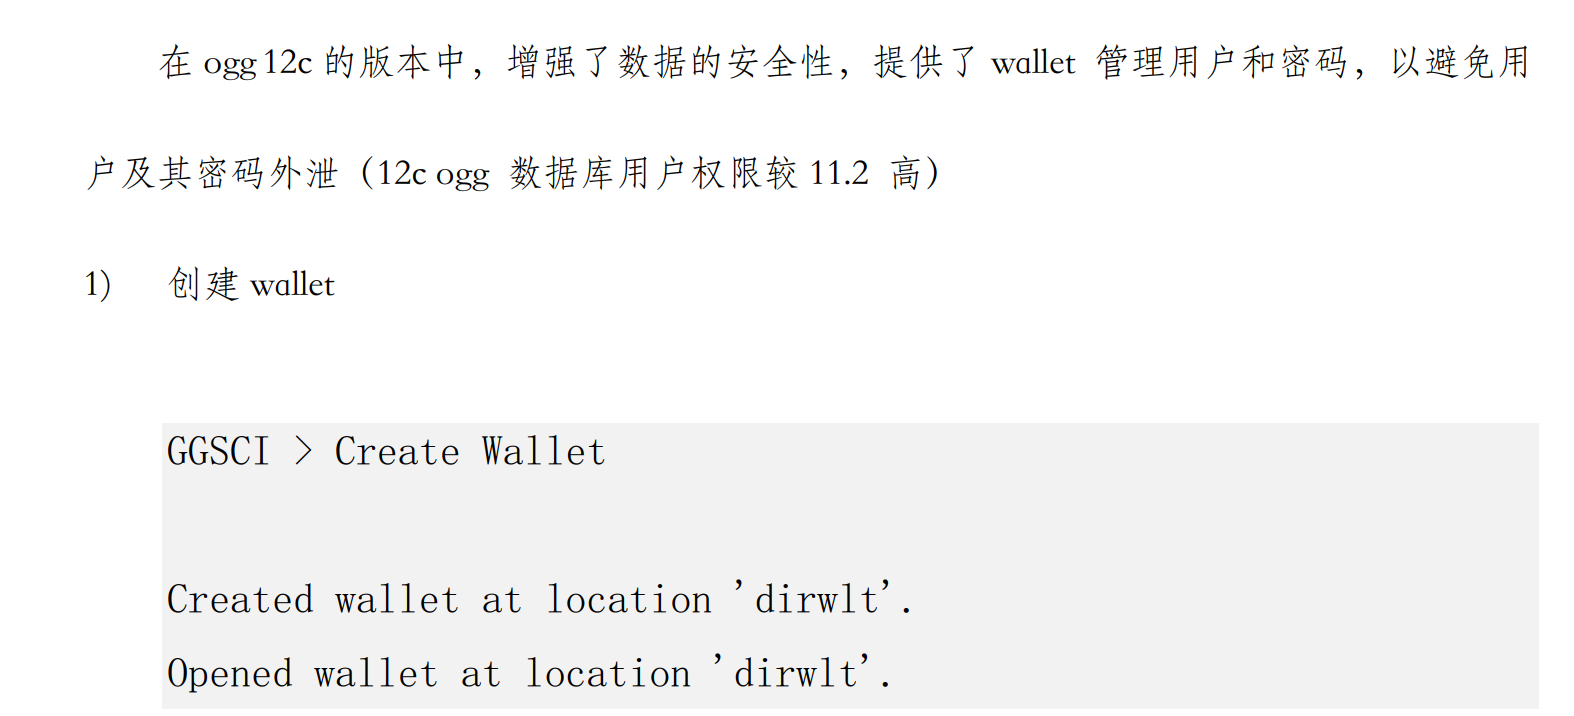 在 ogg 12c 的版本中，增强了数据的安全性，提供了 wallet 管理用户和密码，以避免用
户及其密码外泄（12c ogg 数据库用户权限较 11.2 高）
1) 创建 wallet
GGSCI > Create Wallet
Created wallet at location 'dirwlt'.
Opened wallet at location 'dirwlt'.